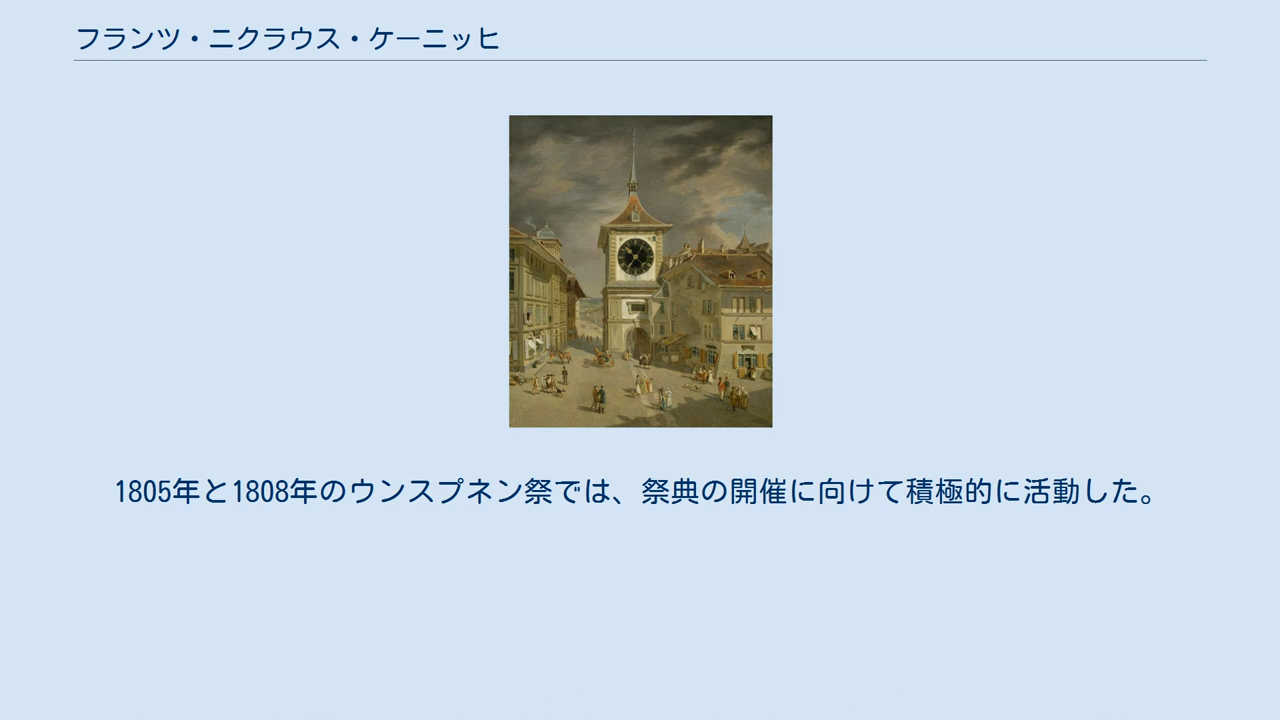 フランツ・ニクラウス・ケーニッヒ
1805年と1808年のウンスプネン祭では、祭典の開催に向けて積極的に活動した。